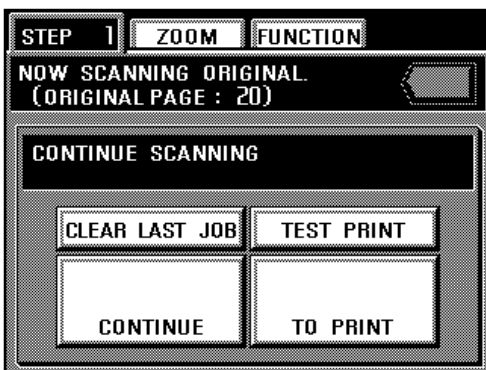 STEP 1 ZOOM FUNCTION
NOW SCANNING ORIGINAL.
(ORIGINAL PAGE : 20)
CONTINUE SCANNING
CLEAR LAST JOB TEST PRINT
CONTINUE TO PRINT